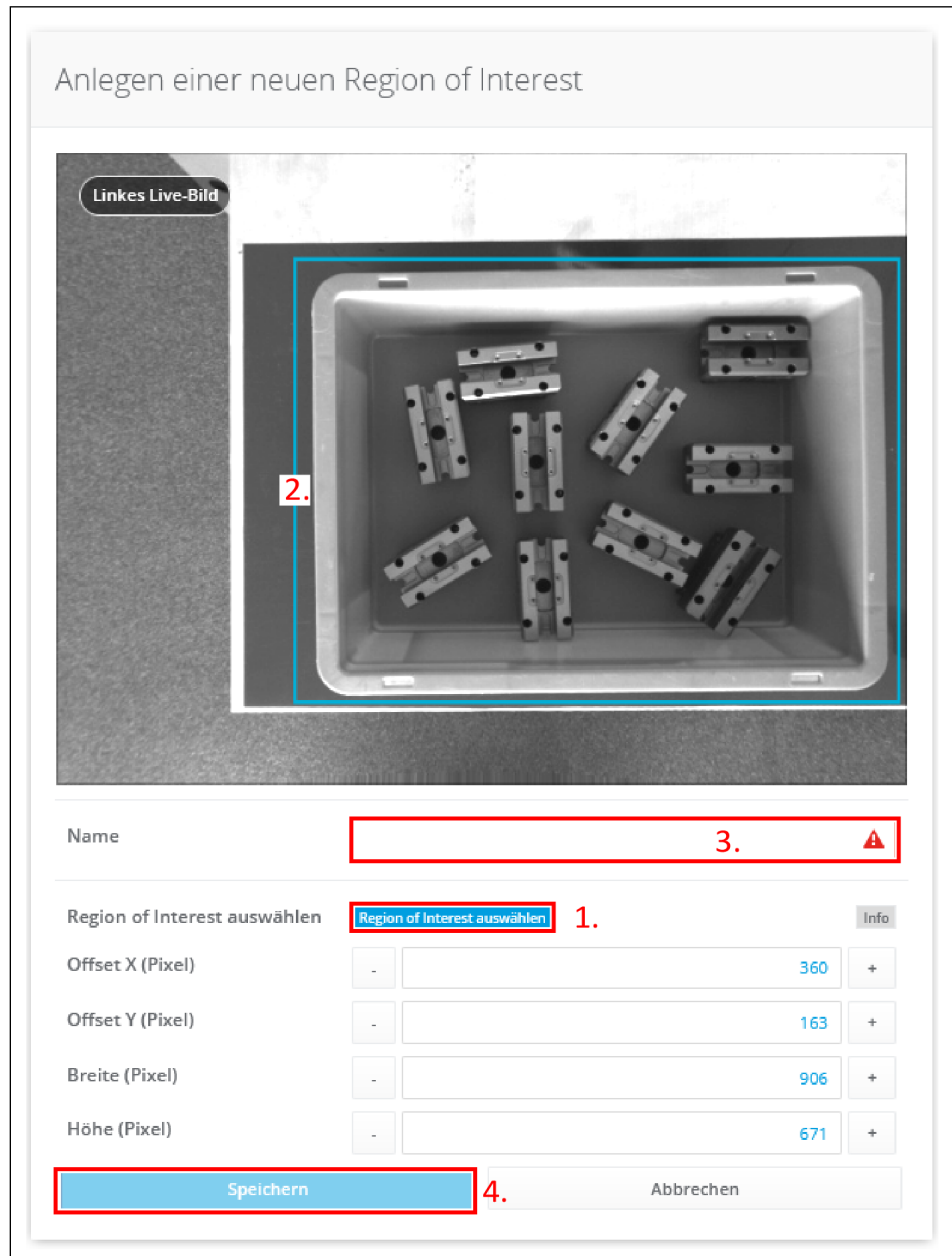 Anlegen einer neuen Region of Interest
Linkes Live-Bild
2.
Name 3.
Region of Interest auswählen Region of Interest auswählen 1. Info
Offset X (Pixel) - 360 +
Offset Y (Pixel) - 163 +
Breite (Pixel) - 906 +
Höhe (Pixel) - 671 +
Speichern 4. Abbrechen